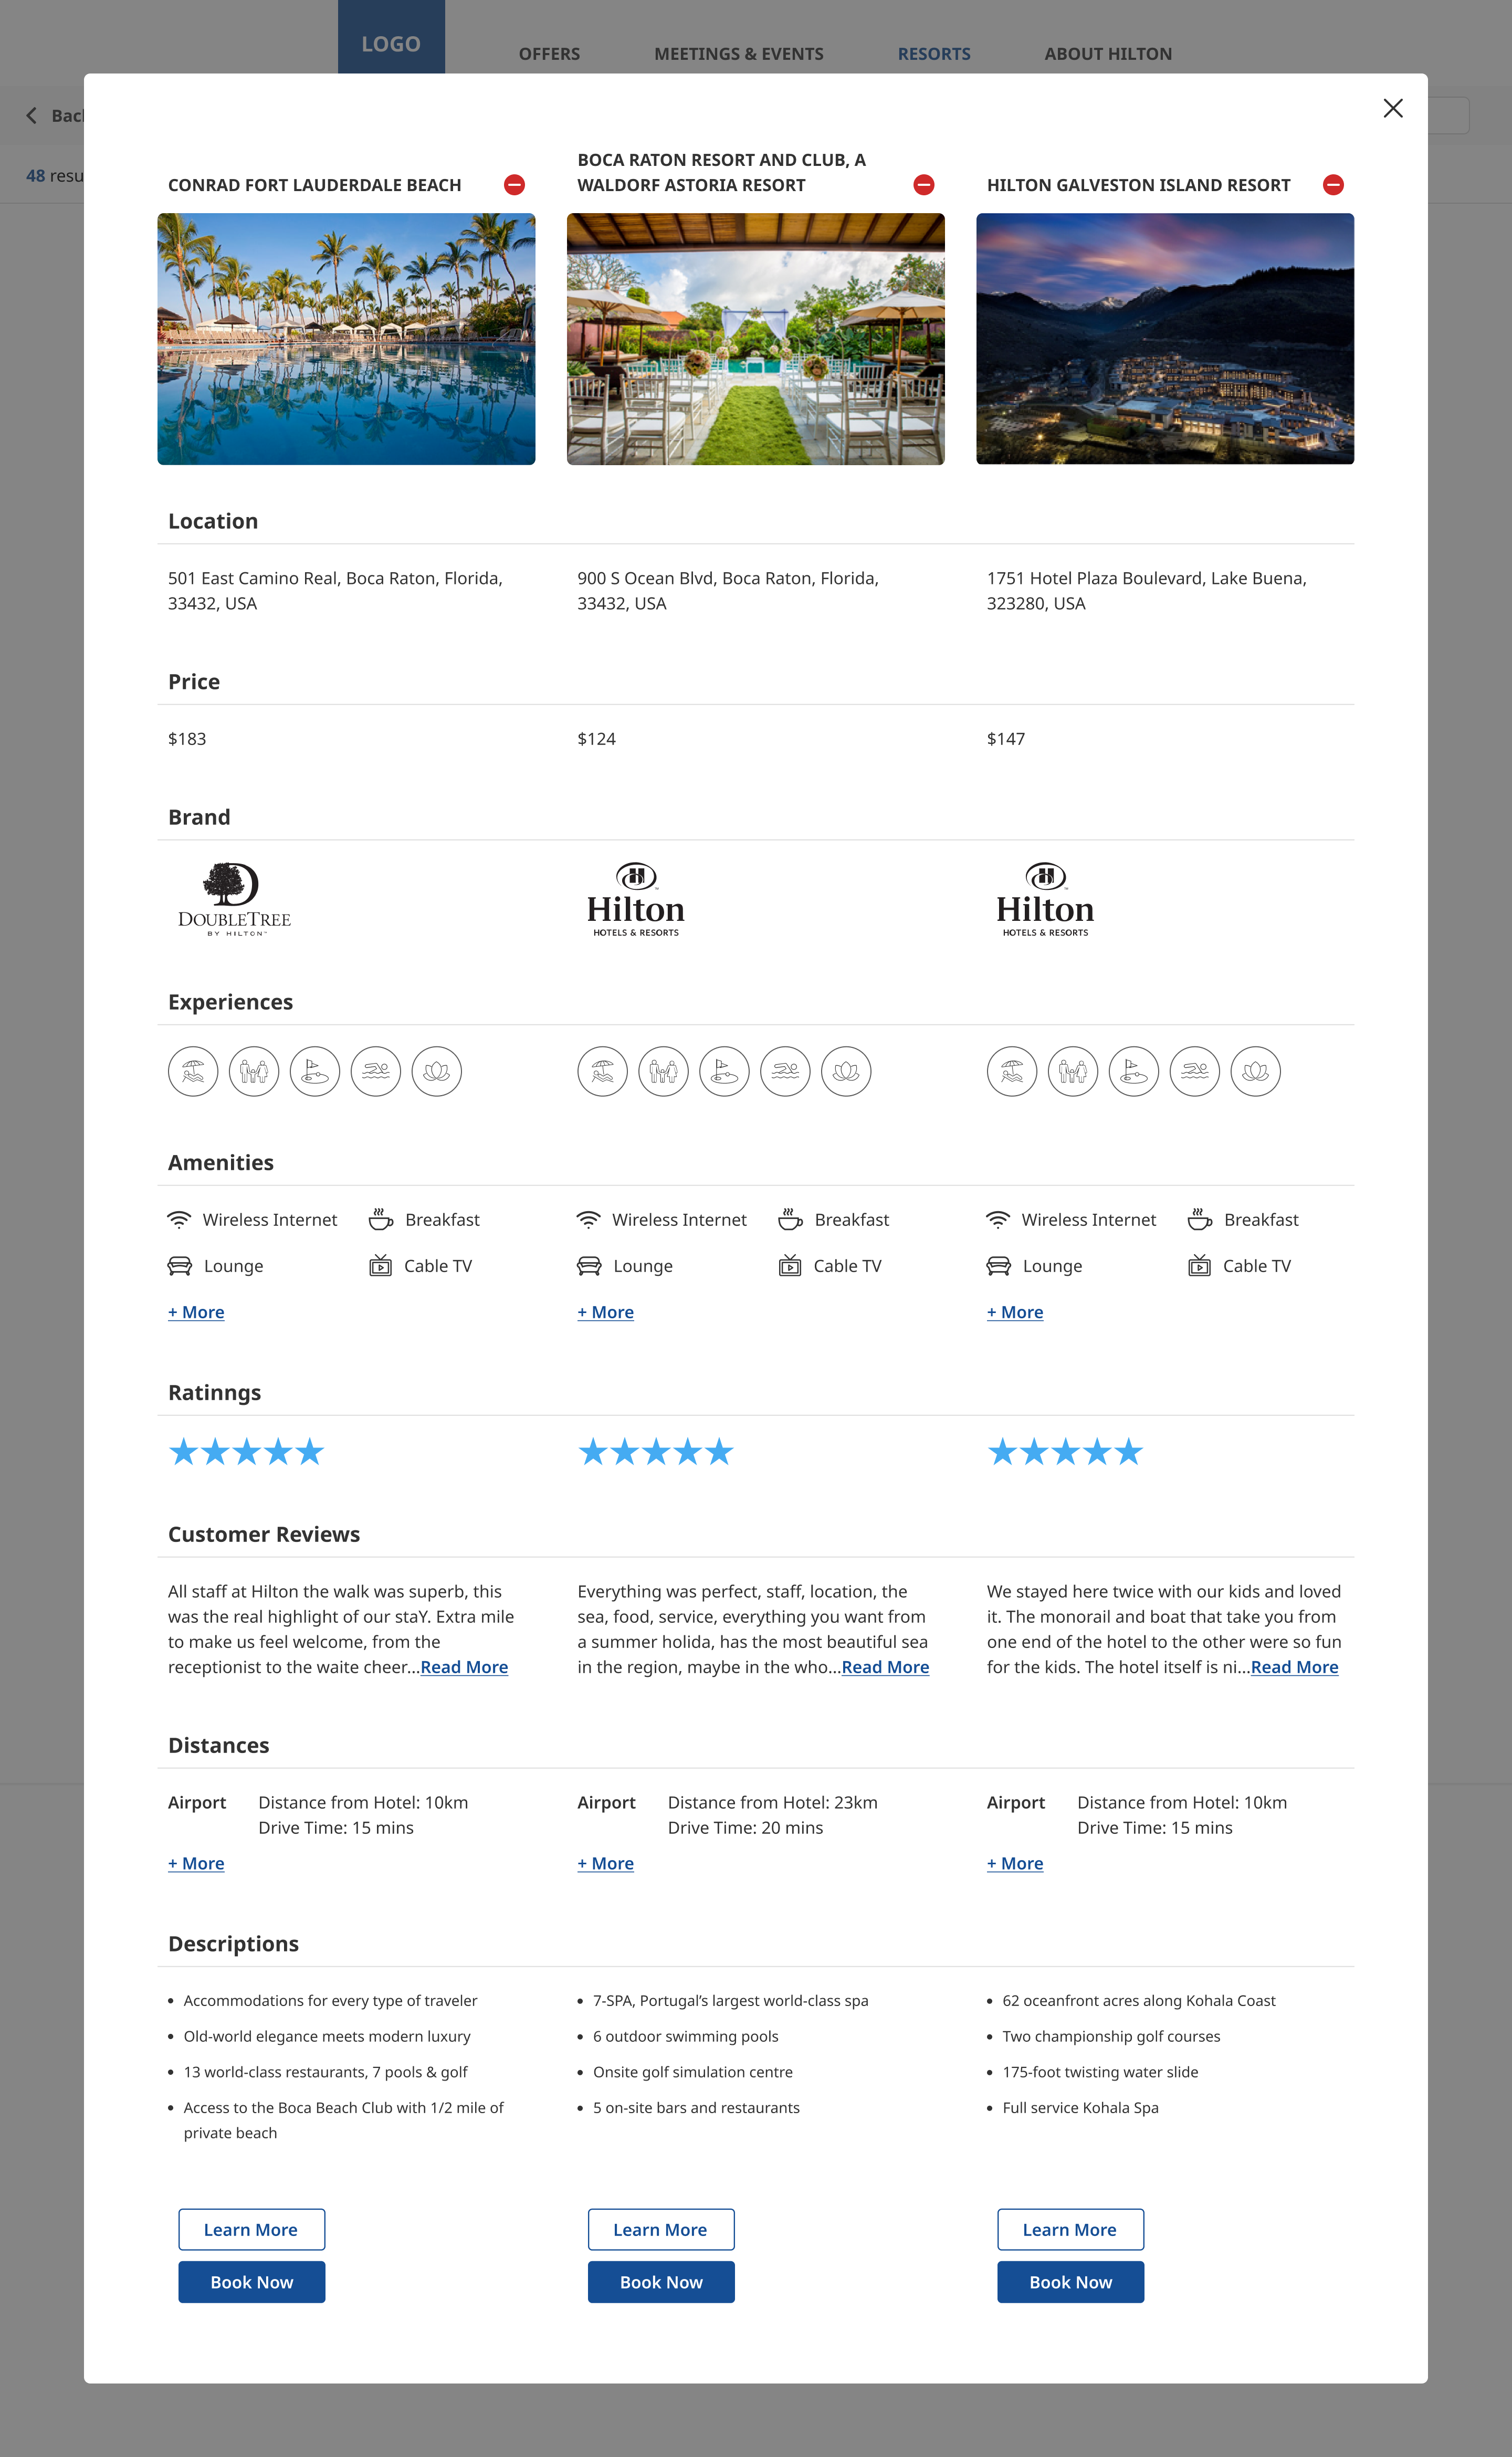 LOGO
OFFERS
MEETINGS & EVENTS
RESORTS
ABOUT HILTON
Bac
48 resu
CONRAD FORT LAUDERDALE BEACH
BOCA RATON RESORT AND CLUB, A
WALDORF ASTORIA RESORT
HILTON GALVESTON ISLAND RESORT
Location
501 East Camino Real, Boca Raton, Florida,
33432, USA
900 S Ocean Blvd, Boca Raton, Florida,
33432, USA
1751 Hotel Plaza Boulevard, Lake Buena,
323280, USA
Price
$183
$124
$147
Brand
DOUBLETREE
BY HILTON™
Hilton
HOTELS & RESORTS
Hilton
HOTELS & RESORTS
Experiences
Amenities
Wireless Internet
Breakfast
Lounge
Cable TV
+ More
Wireless Internet
Breakfast
Lounge
Cable TV
+ More
Wireless Internet
Breakfast
Lounge
Cable TV
+ More
Ratinngs
Customer Reviews
All staff at Hilton the walk was superb, this
was the real highlight of our staY. Extra mile
to make us feel welcome, from the
receptionist to the waite cheer...Read More
Everything was perfect, staff, location, the
sea, food, service, everything you want from
a summer holida, has the most beautiful sea
in the region, maybe in the who...Read More
We stayed here twice with our kids and loved
it. The monorail and boat that take you from
one end of the hotel to the other were so fun
for the kids. The hotel itself is ni...Read More
Distances
Airport
Distance from Hotel: 10km
Drive Time: 15 mins
+ More
Airport
Distance from Hotel: 23km
Drive Time: 20 mins
+ More
Airport
Distance from Hotel: 10km
Drive Time: 15 mins
+ More
Descriptions
• Accommodations for every type of traveler
• Old-world elegance meets modern luxury
• 13 world-class restaurants, 7 pools & golf
• Access to the Boca Beach Club with 1/2 mile of
private beach
• 7-SPA, Portugal’s largest world-class spa
• 6 outdoor swimming pools
• Onsite golf simulation centre
• 5 on-site bars and restaurants
• 62 oceanfront acres along Kohala Coast
• Two championship golf courses
• 175-foot twisting water slide
• Full service Kohala Spa
Learn More
Book Now
Learn More
Book Now
Learn More
Book Now